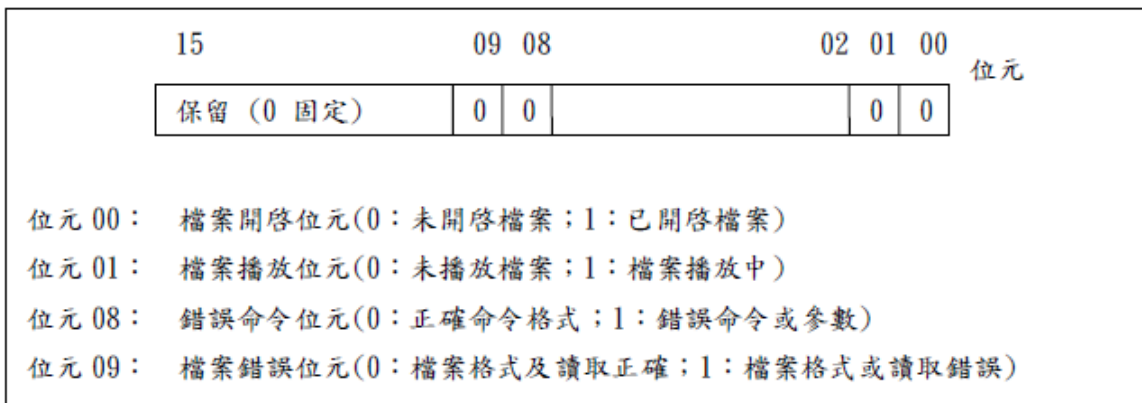 15 09 08 02 01 00
位元
保留 (0 固定) 0 0 0 0
位元 00： 檔案開啓位元(0：未開啓檔案；1：已開啓檔案)
位元 01： 檔案播放位元(0：未播放檔案；1：檔案播放中)
位元 08： 錯誤命令位元(0：正確命令格式；1：錯誤命令或參數)
位元 09： 檔案錯誤位元(0：檔案格式及讀取正確；1：檔案格式或讀取錯誤)